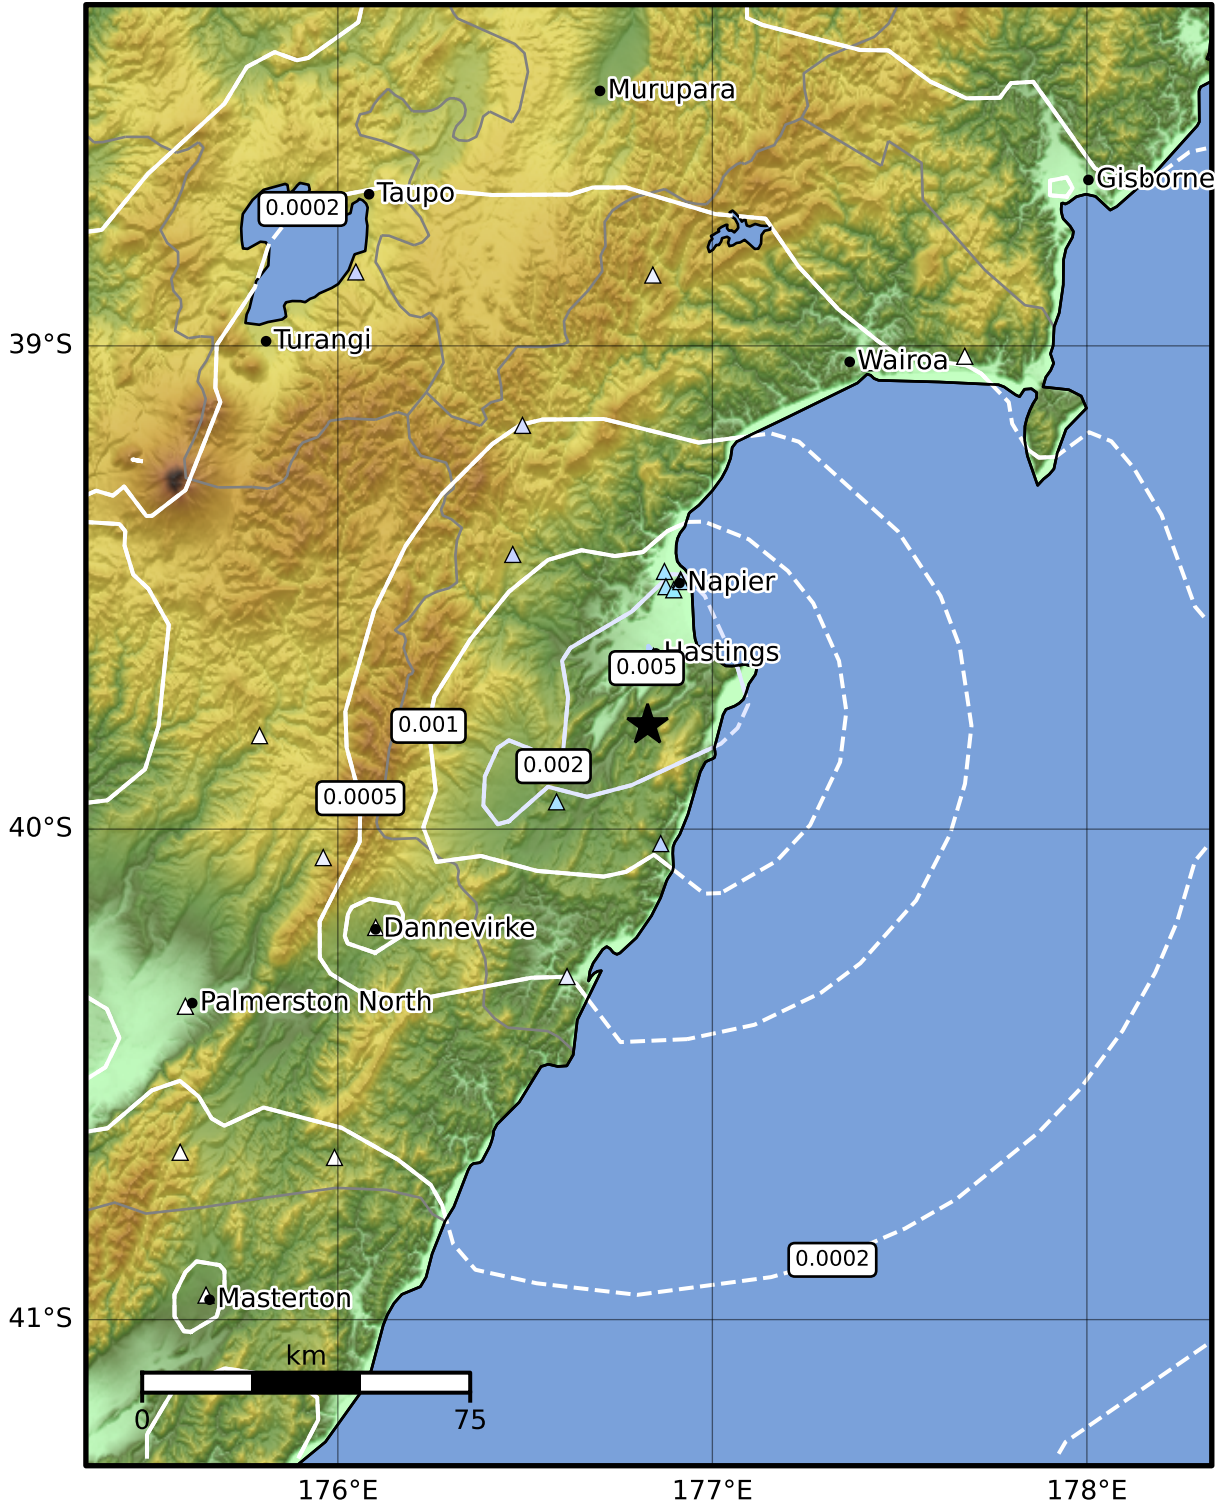 Murupara
Gisborne
Taupo
0.0002
39°S
Turangi
Wairoa
Napier
Hastings
0.005
0.001
0.002
0.0005
40°S
Dannevirke
Palmerston North
0.0002
Masterton
41°S
km
0 75
176°E 177°E 178°E